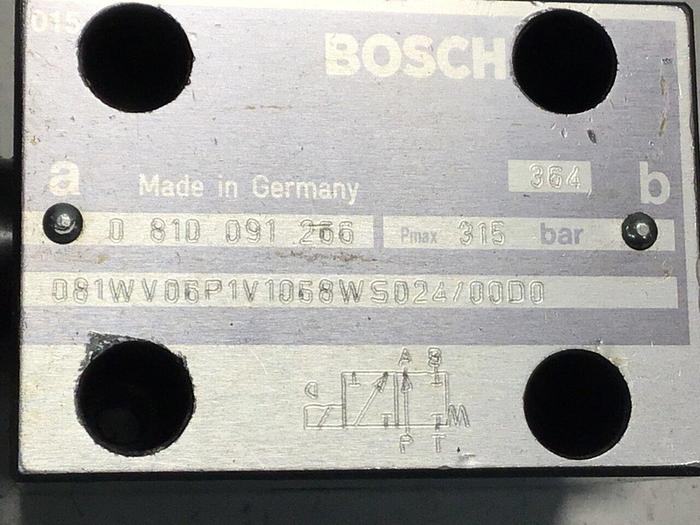 015
BOSCH
364
a b
Made in Germany
0 810 091 266 Pmax 315 bar
081WV06P1V1068WS024/00D0
A B
a
P T